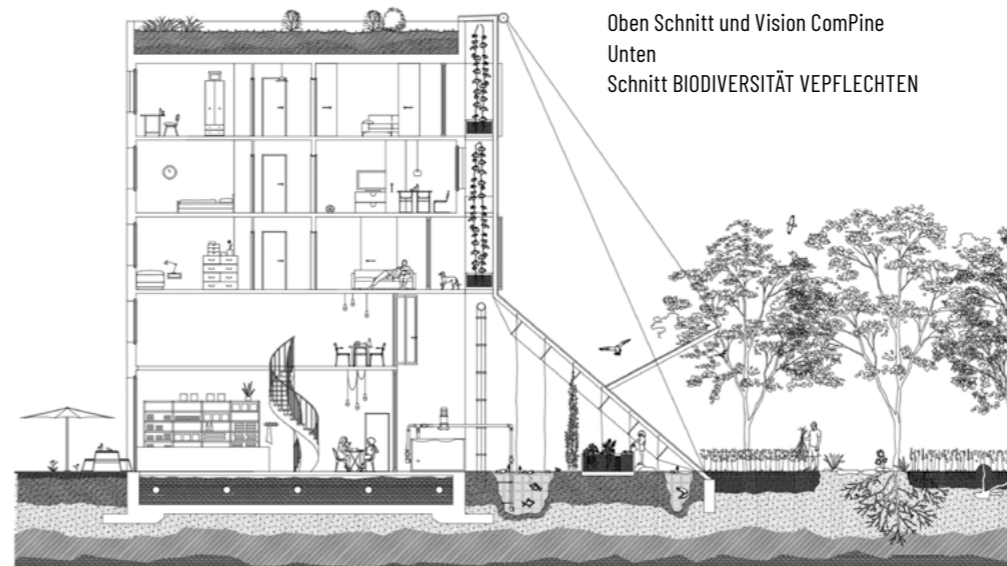 Oben Schnitt und Vision ComPine
Unten
Schnitt BIODIVERSITÄT VEPFLECHTEN